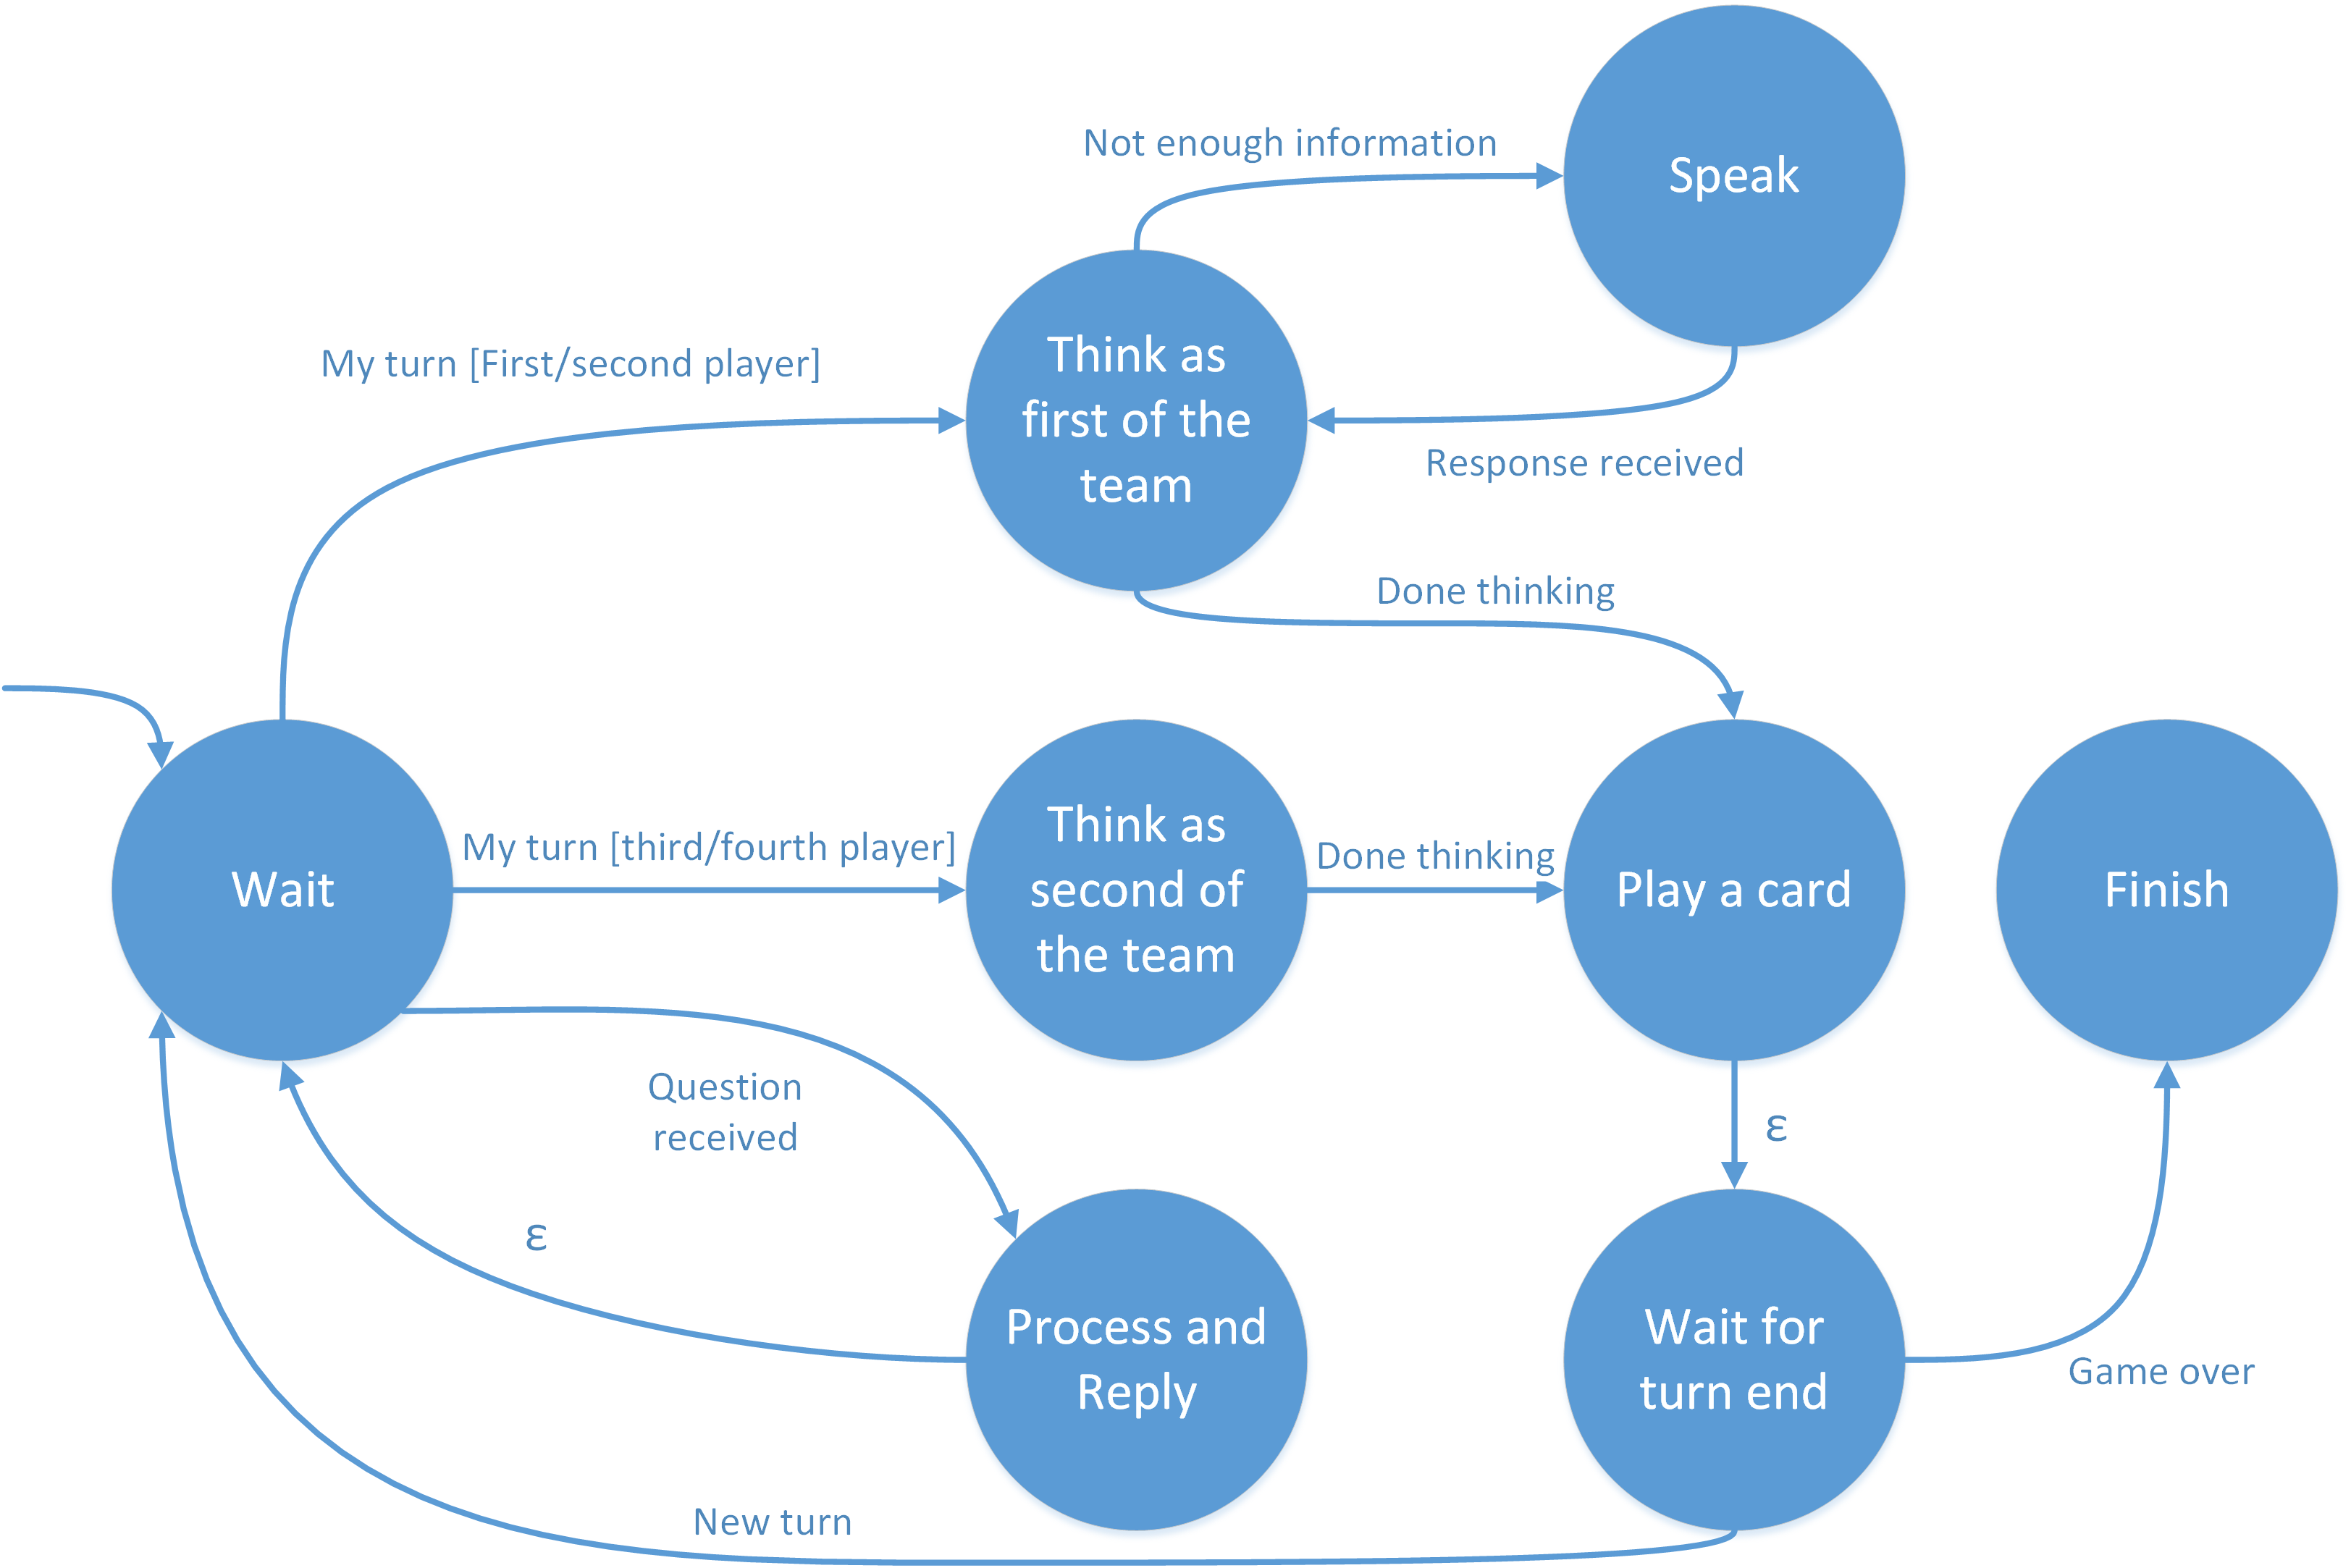 Not enough information
Speak
My turn [First/second player]
Think as
first of the
team
Response received
Done thinking
Wait
My turn [third/fourth player]
Think as
second of
the team
Done thinking
Play a card
Finish
Question
received
ε
ε
Process and
Reply
Wait for
turn end
Game over
New turn